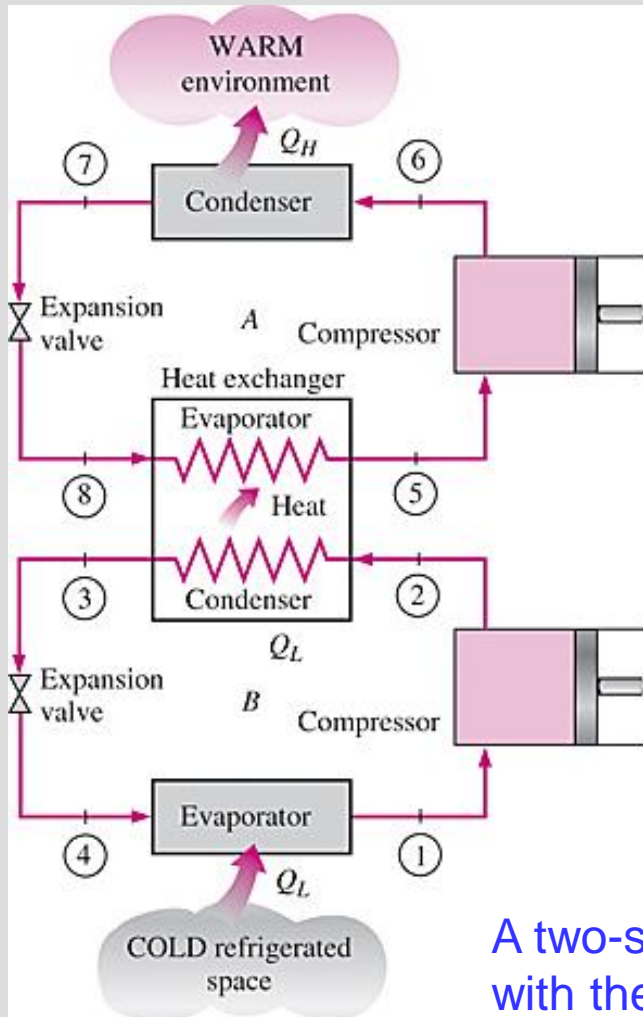 WARM
environment
Q_H
7
6
Condenser
Expansion
valve
A
Compressor
Heat exchanger
Evaporator
8
5
Heat
3
2
Condenser
Q_L
Expansion
valve
B
Compressor
Evaporator
4
1
Q_L
COLD refrigerated
space
A two-s
with the